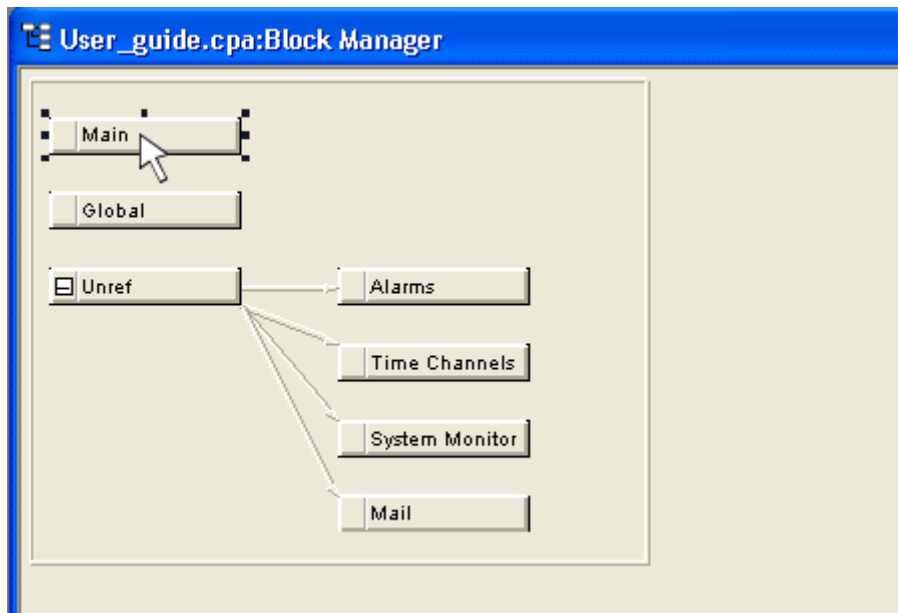 User_guide.cpa:Block Manager
Main
Global
Unref
Alarms
Time Channels
System Monitor
Mail